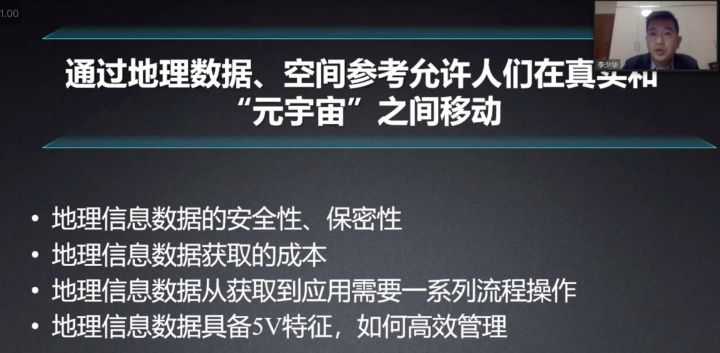 1.00
通过地理数据、空间参考允许人们在真实和
“元宇宙”之间移动
• 地理信息数据的安全性、保密性
• 地理信息数据获取的成本
• 地理信息数据从获取到应用需要一系列流程操作
• 地理信息数据具备5V特征，如何高效管理